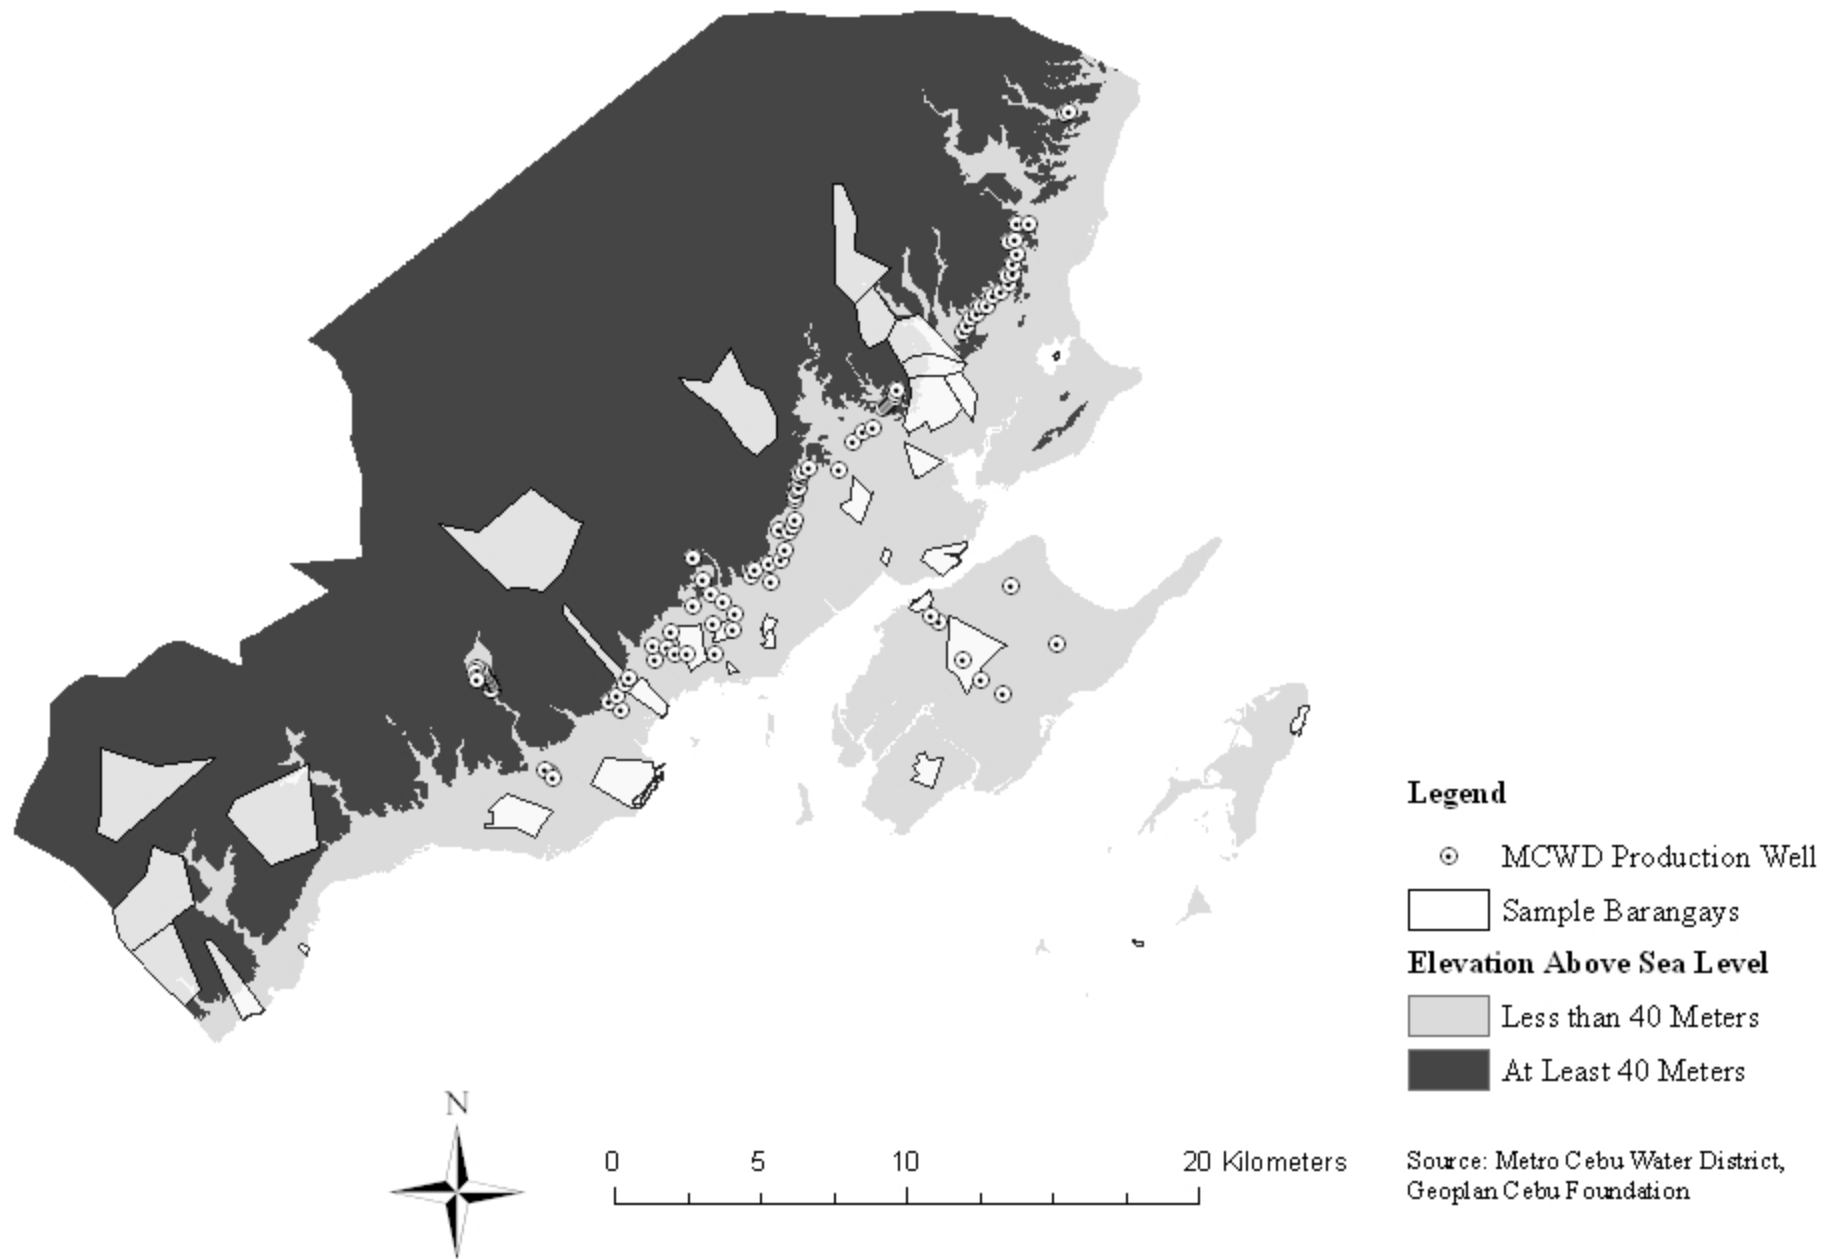 Legend
MCWD Production Well
Sample Barangays
Elevation Above Sea Level
Less than 40 Meters
At Least 40 Meters
N
0 5 10 20 Kilometers
Source: Metro Cebu Water District,
Geoplan Cebu Foundation